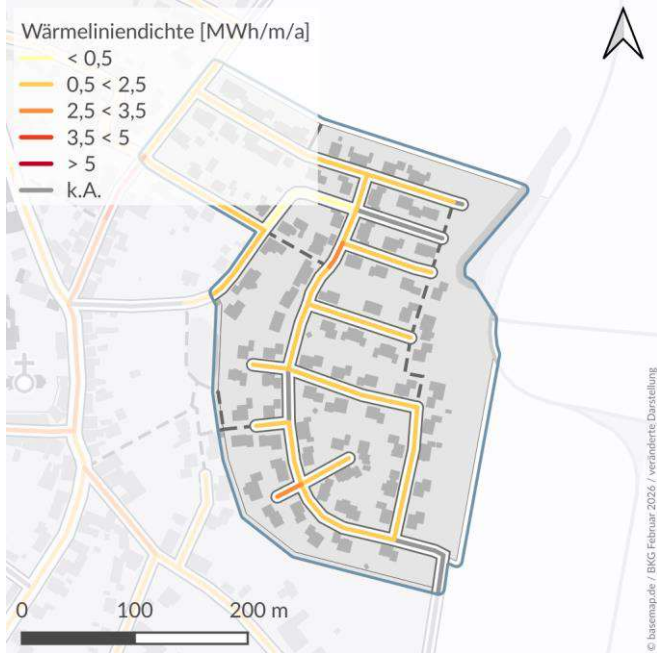 Wärmeliniendichte [MWh/m/a]
< 0,5
0,5 < 2,5
2,5 < 3,5
3,5 < 5
> 5
k.A.
0 100 200 m
© basemap.de / BKG Februar 2026 / veränderte Darstellung